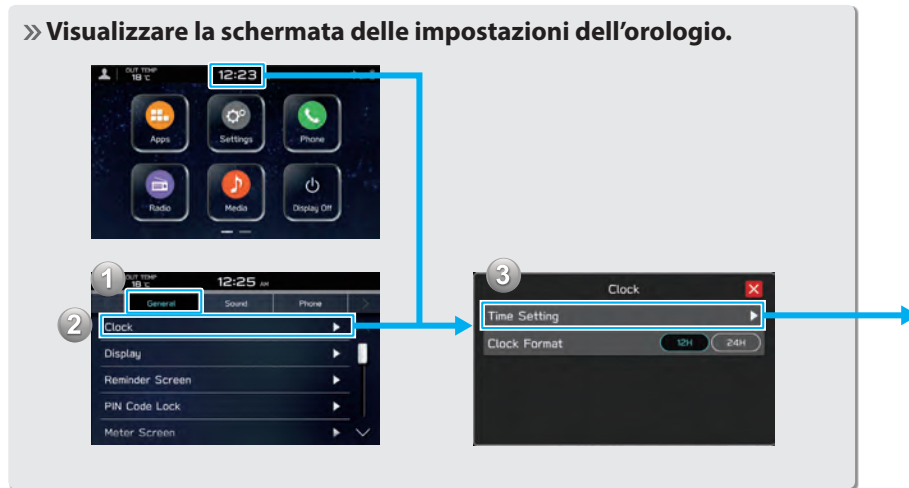 » Visualizzare la schermata delle impostazioni dell'orologio.
OUT TEMP
18 °C
12:23
Apps
Settings
Phone
Radio
Media
Display Off
1
OUT TEMP
18 °C
12:25 AM
General
Sound
Phone
2
Clock
Display
Reminder Screen
PIN Code Lock
Meter Screen
3
Clock
Time Setting
Clock Format
12H
24H